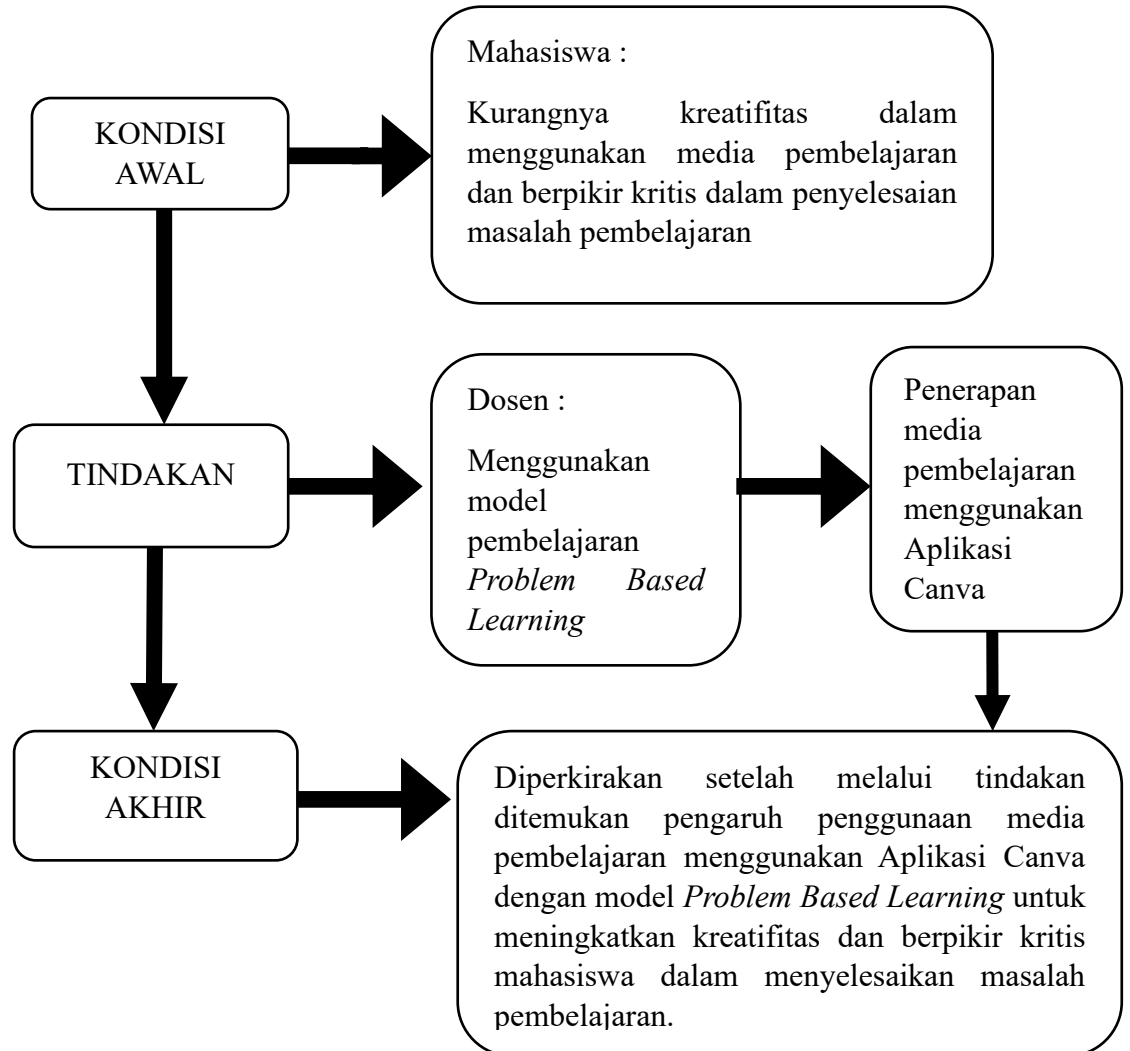 KONDISI
AWAL
Mahasiswa :
Kurangnya kreatifitas dalam
menggunakan media pembelajaran
dan berpikir kritis dalam penyelesaian
masalah pembelajaran
TINDAKAN
Dosen :
Menggunakan
model
pembelajaran
Problem Based
Learning
Penerapan
media
pembelajaran
menggunakan
Aplikasi
Canva
KONDISI
AKHIR
Diperkirakan setelah melalui tindakan
ditemukan pengaruh penggunaan media
pembelajaran menggunakan Aplikasi Canva
dengan model Problem Based Learning untuk
meningkatkan kreatifitas dan berpikir kritis
mahasiswa dalam menyelesaikan masalah
pembelajaran.